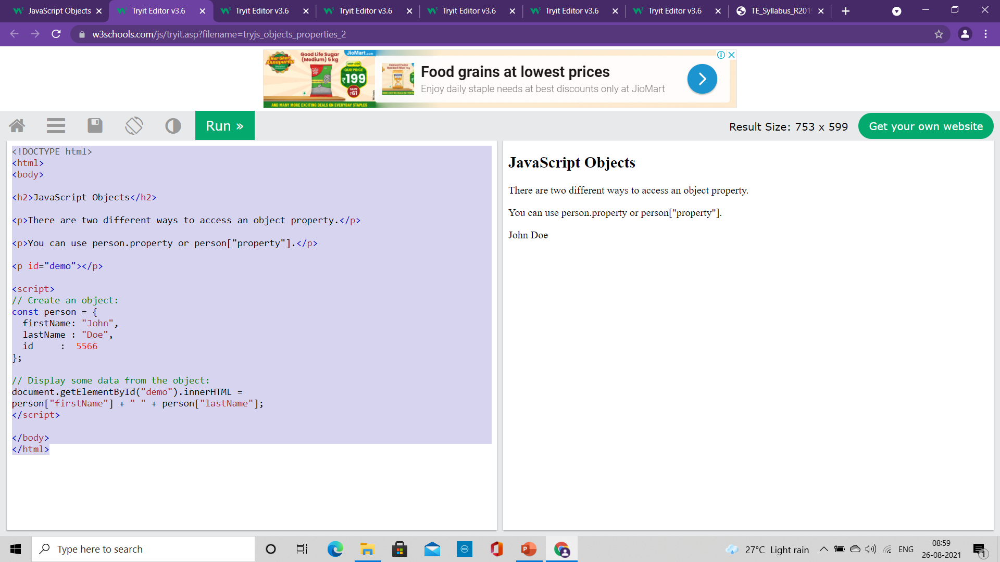 JavaScript Objects
Tryit Editor v3.6
Tryit Editor v3.6
Tryit Editor v3.6
Tryit Editor v3.6
Tryit Editor v3.6
Tryit Editor v3.6
TE_Syllabus_R201
w3schools.com/js/tryit.asp?filename=tryjs_objects_properties_2
Har Ghar
Annapurna
Good Life Sugar
(Medium) 5 kg
JioMart.com
OUR PRICE
₹199
SAVE
₹61
AND MANY MORE EXCITING DEALS ON EVERYDAY STAPLES
Food grains at lowest prices
Enjoy daily staple needs at best discounts only at JioMart
Run »
Result Size: 753 x 599
Get your own website
<!DOCTYPE html>
<html>
<body>
<h2>JavaScript Objects</h2>
<p>There are two different ways to access an object property.</p>
<p>You can use person.property or person["property"].</p>
<p id="demo"></p>
<script>
// Create an object:
const person = {
  firstName: "John",
  lastName : "Doe",
  id     :  5566
};
// Display some data from the object:
document.getElementById("demo").innerHTML =
person["firstName"] + " " + person["lastName"];
</script>
</body>
</html>
JavaScript Objects
There are two different ways to access an object property.
You can use person.property or person["property"].
John Doe
Type here to search
27°C Light rain
ENG
08:59
26-08-2021
1